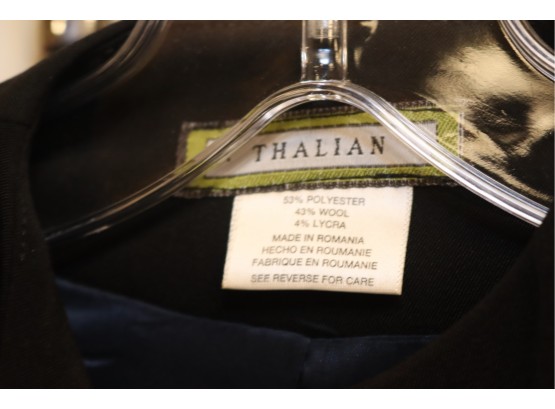 THALIAN
53% POLYESTER
43% WOOL
4% LYCRA
MADE IN ROMANIA
HECHO EN ROUMANIE
FABRIQUE EN ROUMANIE
SEE REVERSE FOR CARE